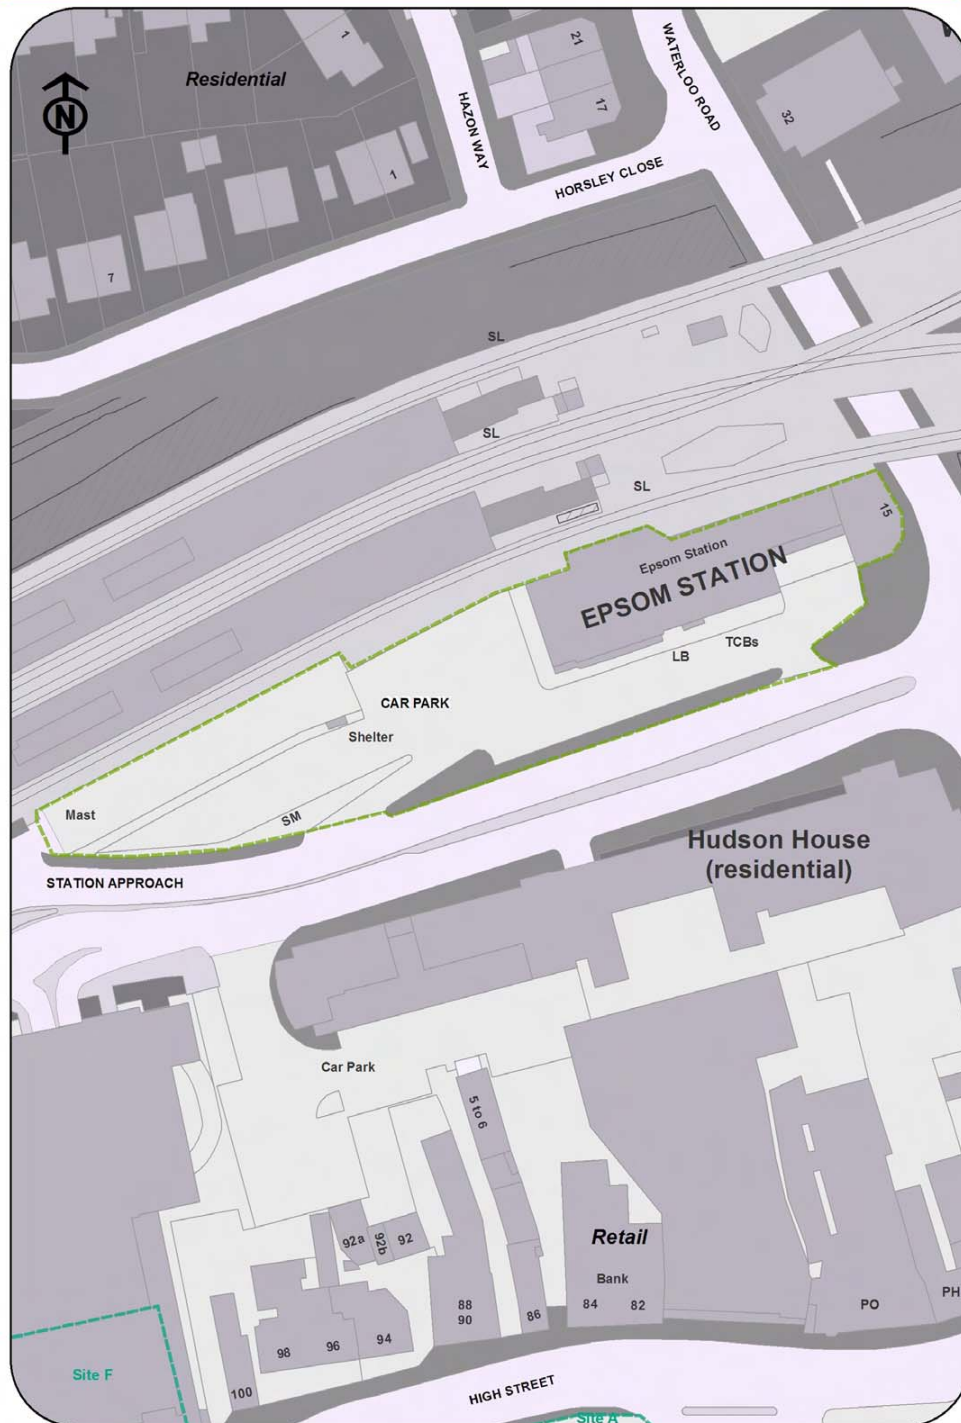 1
21
Residential
WATERLOO ROAD
N
HAZON WAY
17
32
1
HORSLEY CLOSE
7
SL
SL
SL
15
Epsom Station
EPSOM STATION
TCBs
LB
CAR PARK
Shelter
Mast
SM
Hudson House
(residential)
STATION APPROACH
Car Park
5 to 6
92a
92b
92
Retail
Bank
84
82
88
90
86
PO
PH
98
96
94
100
Site F
HIGH STREET
Site A